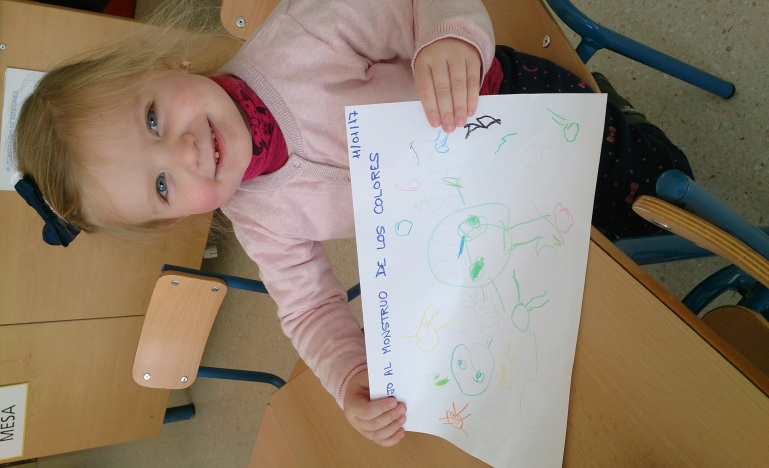 11/01/17
AL MONSTRUO DE LOS COLORES
MESA